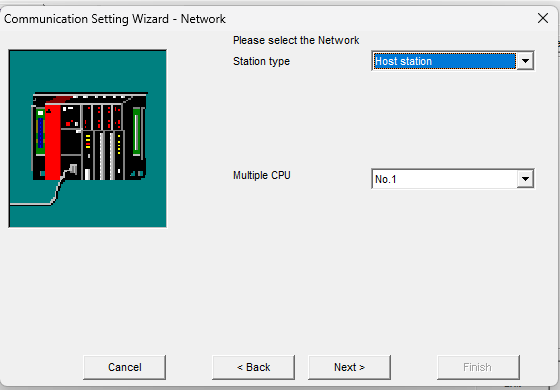 Communication Setting Wizard - Network
Please select the Network
Station type
Host station
Multiple CPU
No.1
Cancel
< Back
Next >
Finish